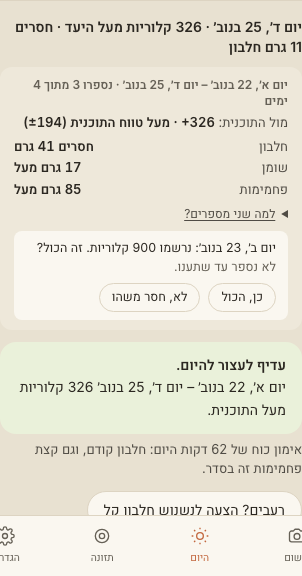 יום ד׳, 25 בנוב׳ · 326 קלוריות מעל היעד · חסרים
11 גרם חלבון
יום א׳, 22 בנוב׳ – יום ד׳, 25 בנוב׳ · נספרו 3 מתוך 4
ימים
מול התוכנית: +326 · מעל טווח התוכנית (±194)
חלבון חסרים 41 גרם
שומן 17 גרם מעל
פחמימות 85 גרם מעל
◀ למה שני מספרים?
יום ב׳, 23 בנוב׳: נרשמו 900 קלוריות. זה הכול?
לא נספר עד שתענו.
כן, הכול
לא, חסר משהו
עדיף לעצור להיום.
יום א׳, 22 בנוב׳ – יום ד׳, 25 בנוב׳ 326 קלוריות
מעל התוכנית.
אימון כוח של 62 דקות היום: חלבון קודם, וגם קצת
פחמימות זה בסדר.
רעבים? הצעה לנשנוש חלבון קל
שום
היום
תזונה
הגדר